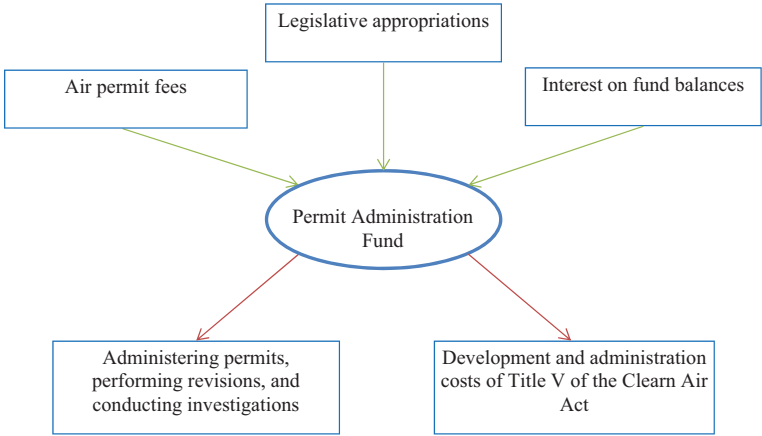 Legislative appropriations
Air permit fees
Interest on fund balances
Permit Administration
Fund
Administering permits,
performing revisions, and
conducting investigations
Development and administration
costs of Title V of the Clearn Air
Act